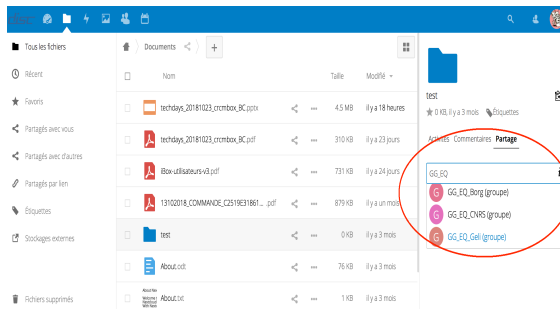 Tous les fichiers
Récent
Favoris
Partagés avec vous
Partagés avec d'autres
Partagés par lien
Étiquettes
Stockages externes
Fichiers supprimés
Documents
Nom Taille Modifié
techdays_20181023_crcmbox_BC.pptx 4,5 MB il y a 18 heures
techdays_20181023_crcmbox_BC.pdf 310 KB il y a 23 jours
iBox-utilisateurs-v3.pdf 731 KB il y a 24 jours
13102018_COMMANDE_C2519E31861... .pdf 879 KB il y a un mois
test 0 KB il y a 3 mois
About.odt 76 KB il y a 3 mois
About.txt 1 KB il y a 3 mois
test
0 KB, il y a 3 mois Étiquettes
Activités Commentaires Partage
GG_EQ
G GG_EQ_Borg (groupe)
G GG_EQ_CNRS (groupe)
G GG_EQ_Geli (groupe)